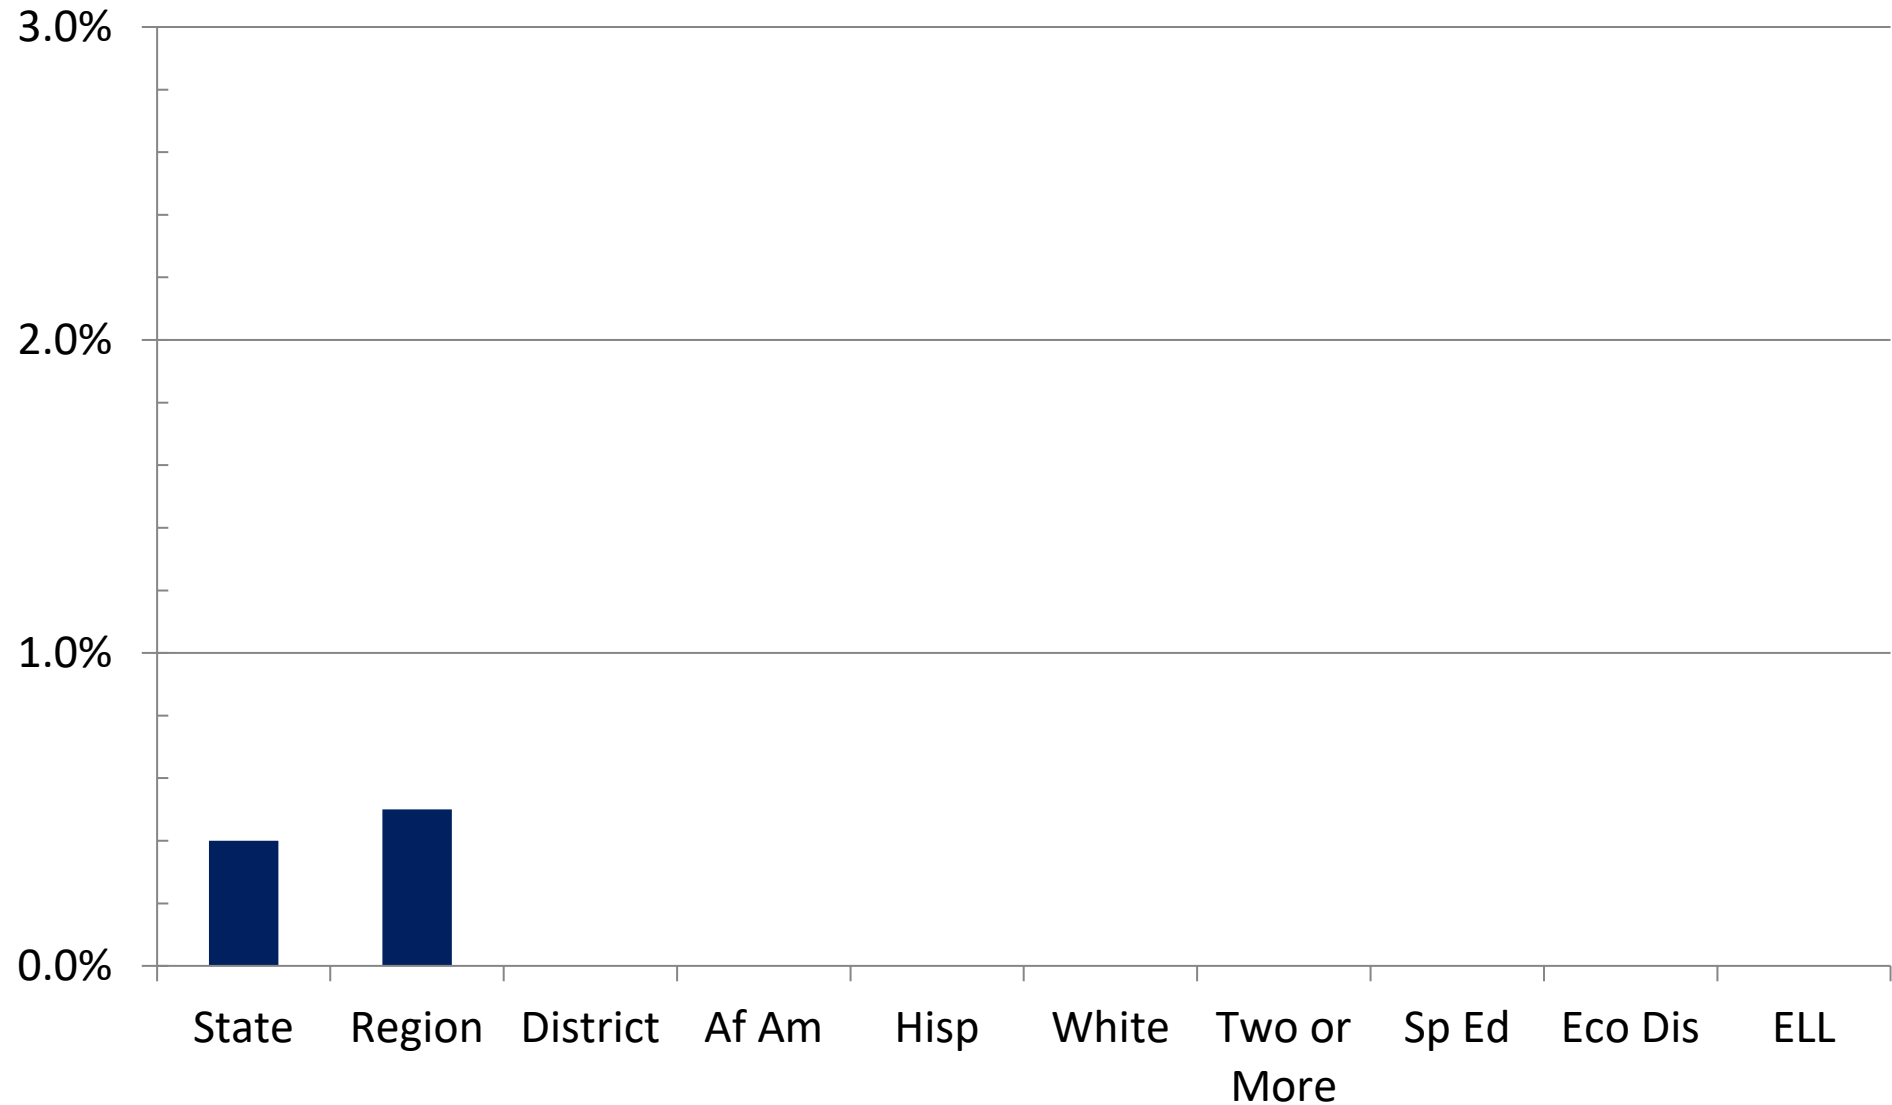 3.0%
2.0%
1.0%
0.0%
State Region District Af Am Hisp White Two or Sp Ed Eco Dis ELL
More